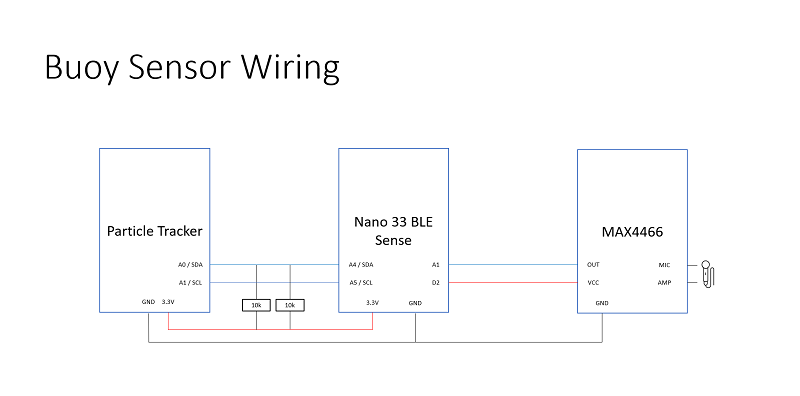 Buoy Sensor Wiring
Particle Tracker
A0 / SDA
A1 / SCL
GND 3.3V
10k
10k
Nano 33 BLE
Sense
A4 / SDA
A5 / SCL
A1
D2
3.3V
GND
MAX4466
OUT
VCC
GND
MIC
AMP